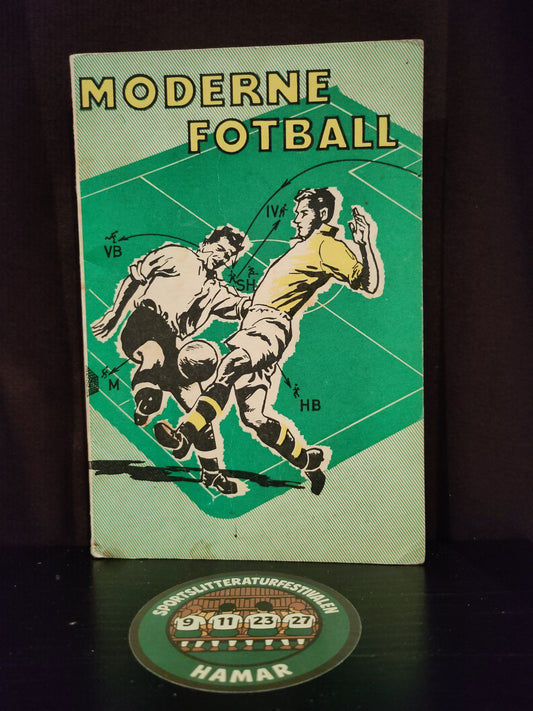 MODERNE
FOTBALL
IV
VB
SH
M
HB
SPORTSLITTERATURFESTIVALEN
9 11 23 27
HAMAR